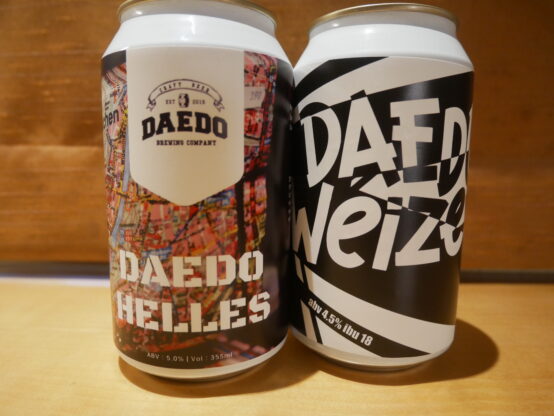 CRAFT BEER
EST 2015
DAEDO
BREWING COMPANY
DAEDO
HELLES
ABV : 5.0% | Vol : 355ml
DAED
Weize
abv 4.5% ibu 18